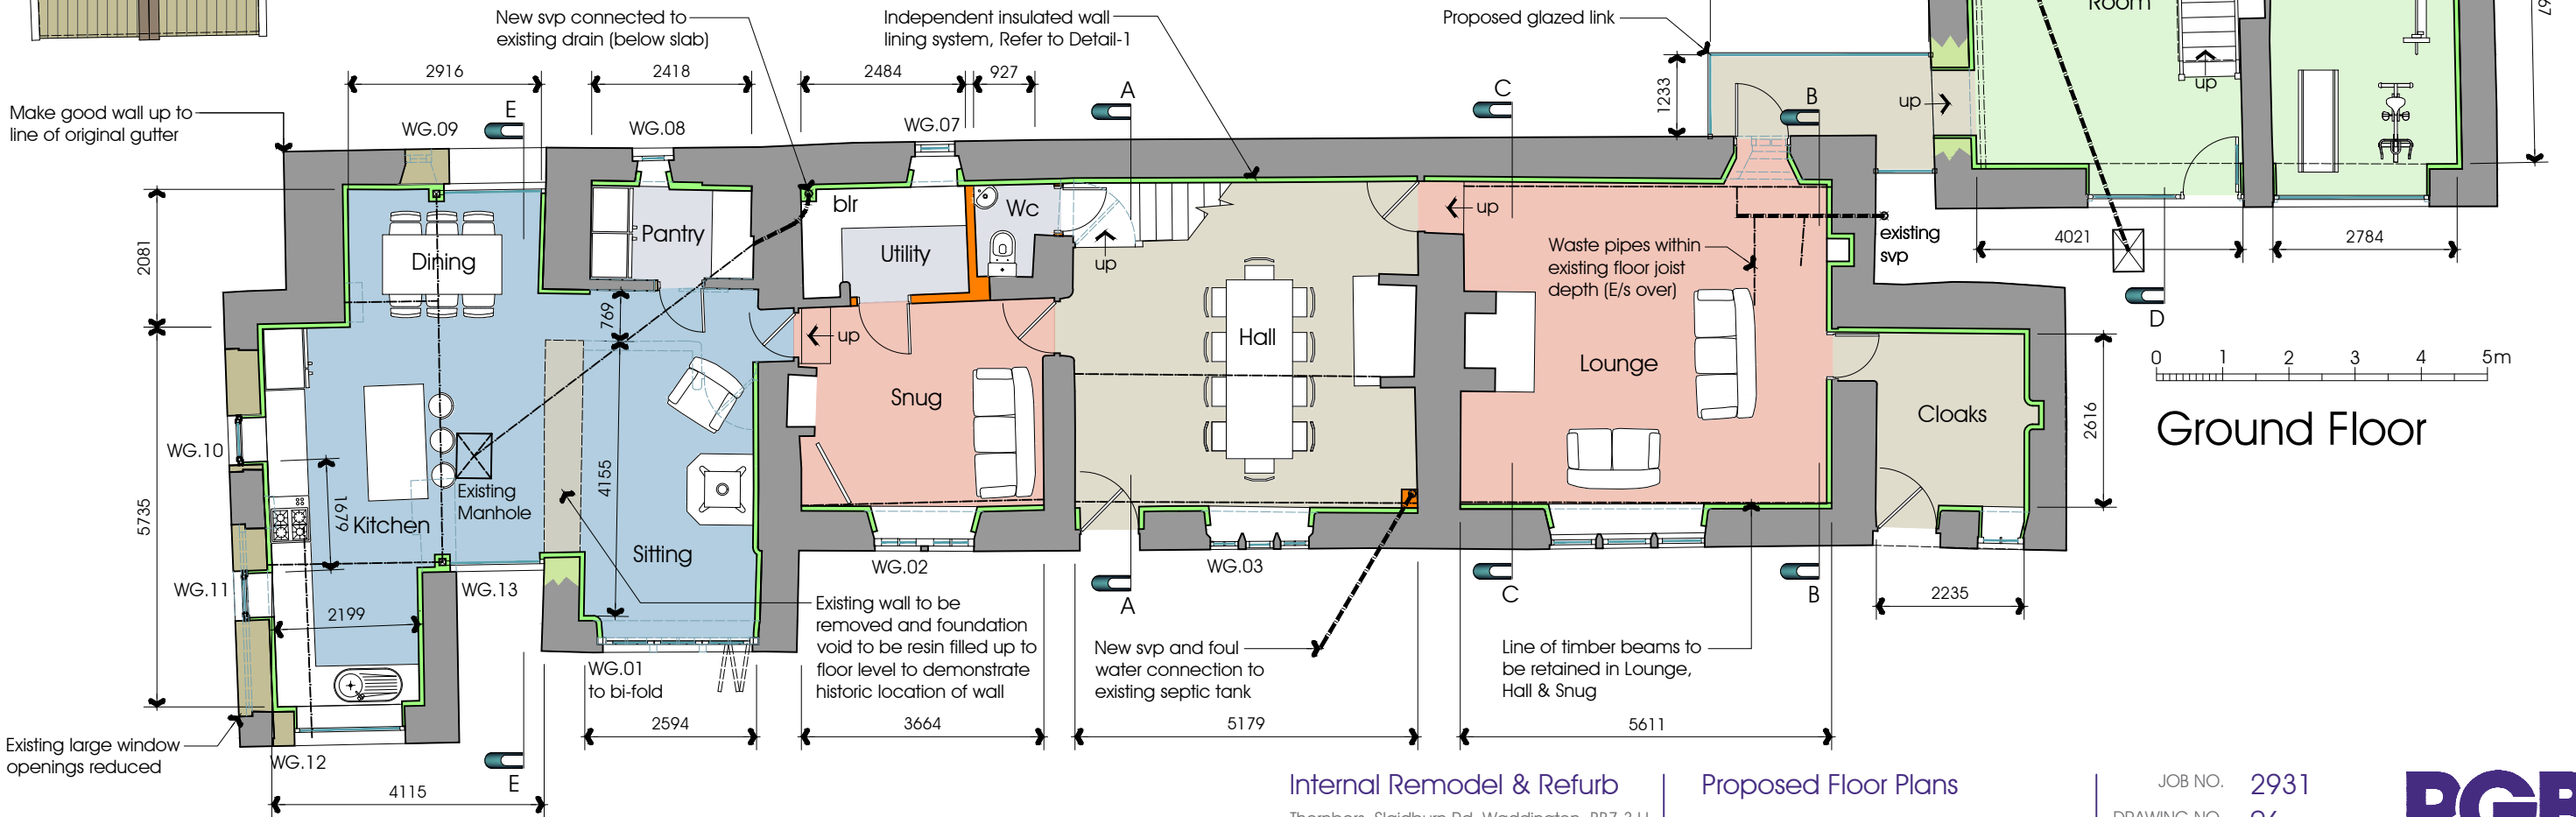 New svp connected to
existing drain (below slab)
Independent insulated wall
lining system, Refer to Detail-1
Proposed glazed link
Room
up
2916
2418
2484
927
1233
Make good wall up to
line of original gutter
E
A
C
B
WG.09
WG.08
WG.07
up
blr
Wc
Pantry
Utility
Dining
2081
up
up
existing
svp
4021
2784
Waste pipes within
existing floor joist
depth (E/s over)
D
769
up
Hall
Lounge
Snug
Cloaks
2616
0 1 2 3 4 5m
Ground Floor
WG.10
Existing
Manhole
4155
1679
Kitchen
5735
Sitting
WG.11
WG.13
2199
WG.02
WG.03
A
C
B
2235
Existing wall to be
removed and foundation
void to be resin filled up to
floor level to demonstrate
historic location of wall
New svp and foul
water connection to
existing septic tank
Line of timber beams to
be retained in Lounge,
Hall & Snug
WG.01
to bi-fold
2594
3664
5179
5611
Existing large window
openings reduced
WG.12
E
4115
Internal Remodel & Refurb
Proposed Floor Plans
JOB NO. 2931
DRAWING NO.